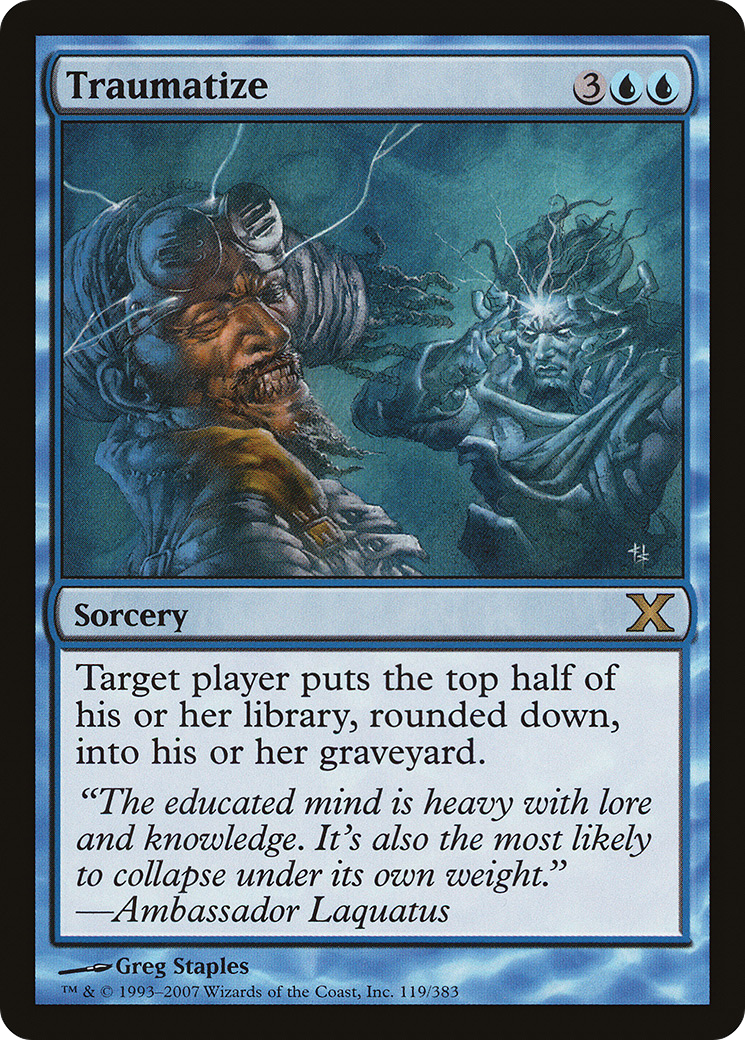 Traumatize 3
Sorcery X
Target player puts the top half of
his or her library, rounded down,
into his or her graveyard.
“The educated mind is heavy with lore
and knowledge. It’s also the most likely
to collapse under its own weight.”
—Ambassador Laquatus
Greg Staples
™ & © 1993–2007 Wizards of the Coast, Inc. 119/383